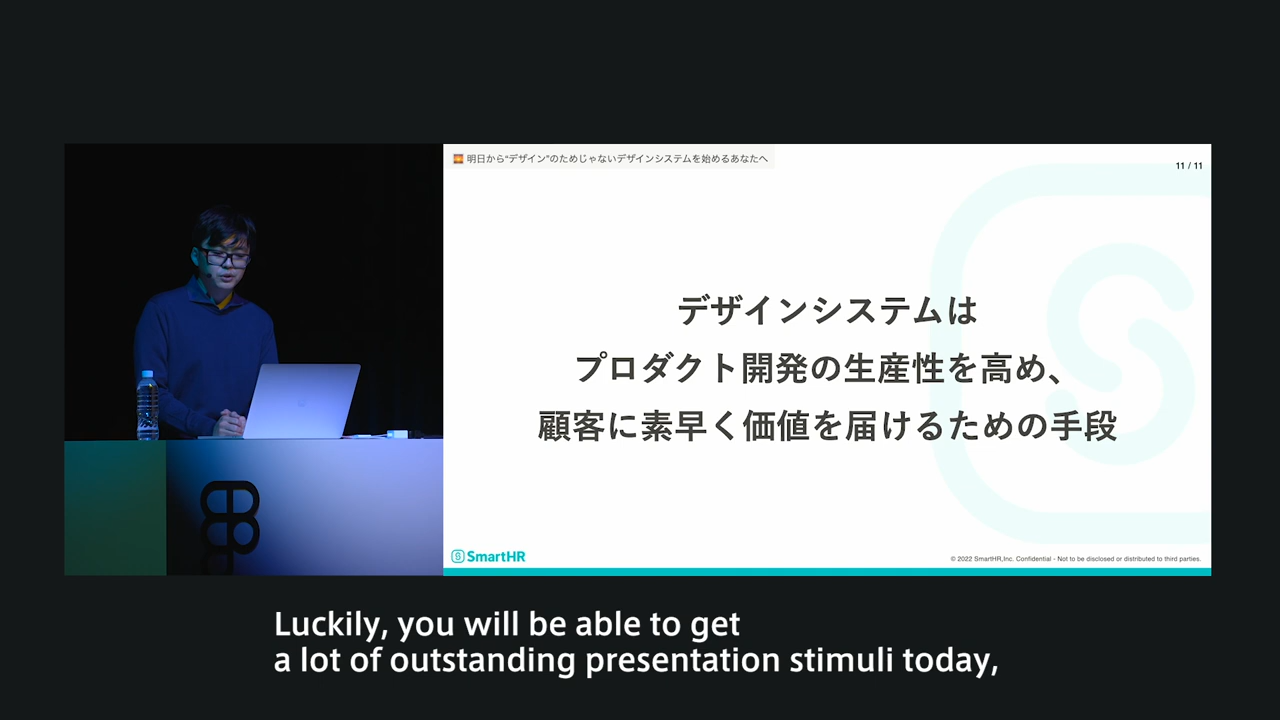 🌅 明日から“デザイン”のためじゃないデザインシステムを始めるあなたへ
11 / 11
デザインシステムは
プロダクト開発の生産性を高め、
顧客に素早く価値を届けるための手段
SmartHR
© 2022 SmartHR,Inc. Confidential - Not to be disclosed or distributed to third parties.
Luckily, you will be able to get
a lot of outstanding presentation stimuli today,